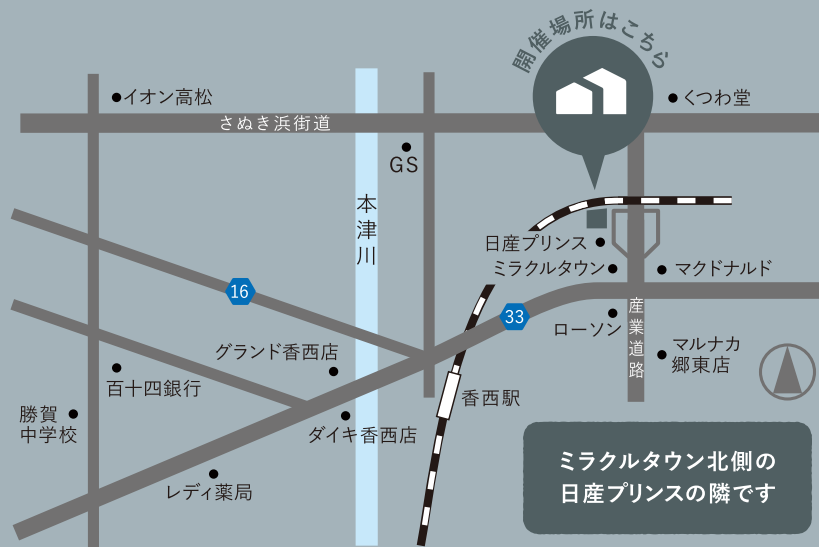 開催場所はこちら
イオン高松
くつわ堂
さぬき浜街道
GS
本津川
日産プリンス
ミラクルタウン
マクドナルド
16
33
産業道路
ローソン
マルナカ
郷東店
グランド香西店
百十四銀行
香西駅
勝賀
中学校
ダイキ香西店
レディ薬局
ミラクルタウン北側の
日産プリンスの隣です